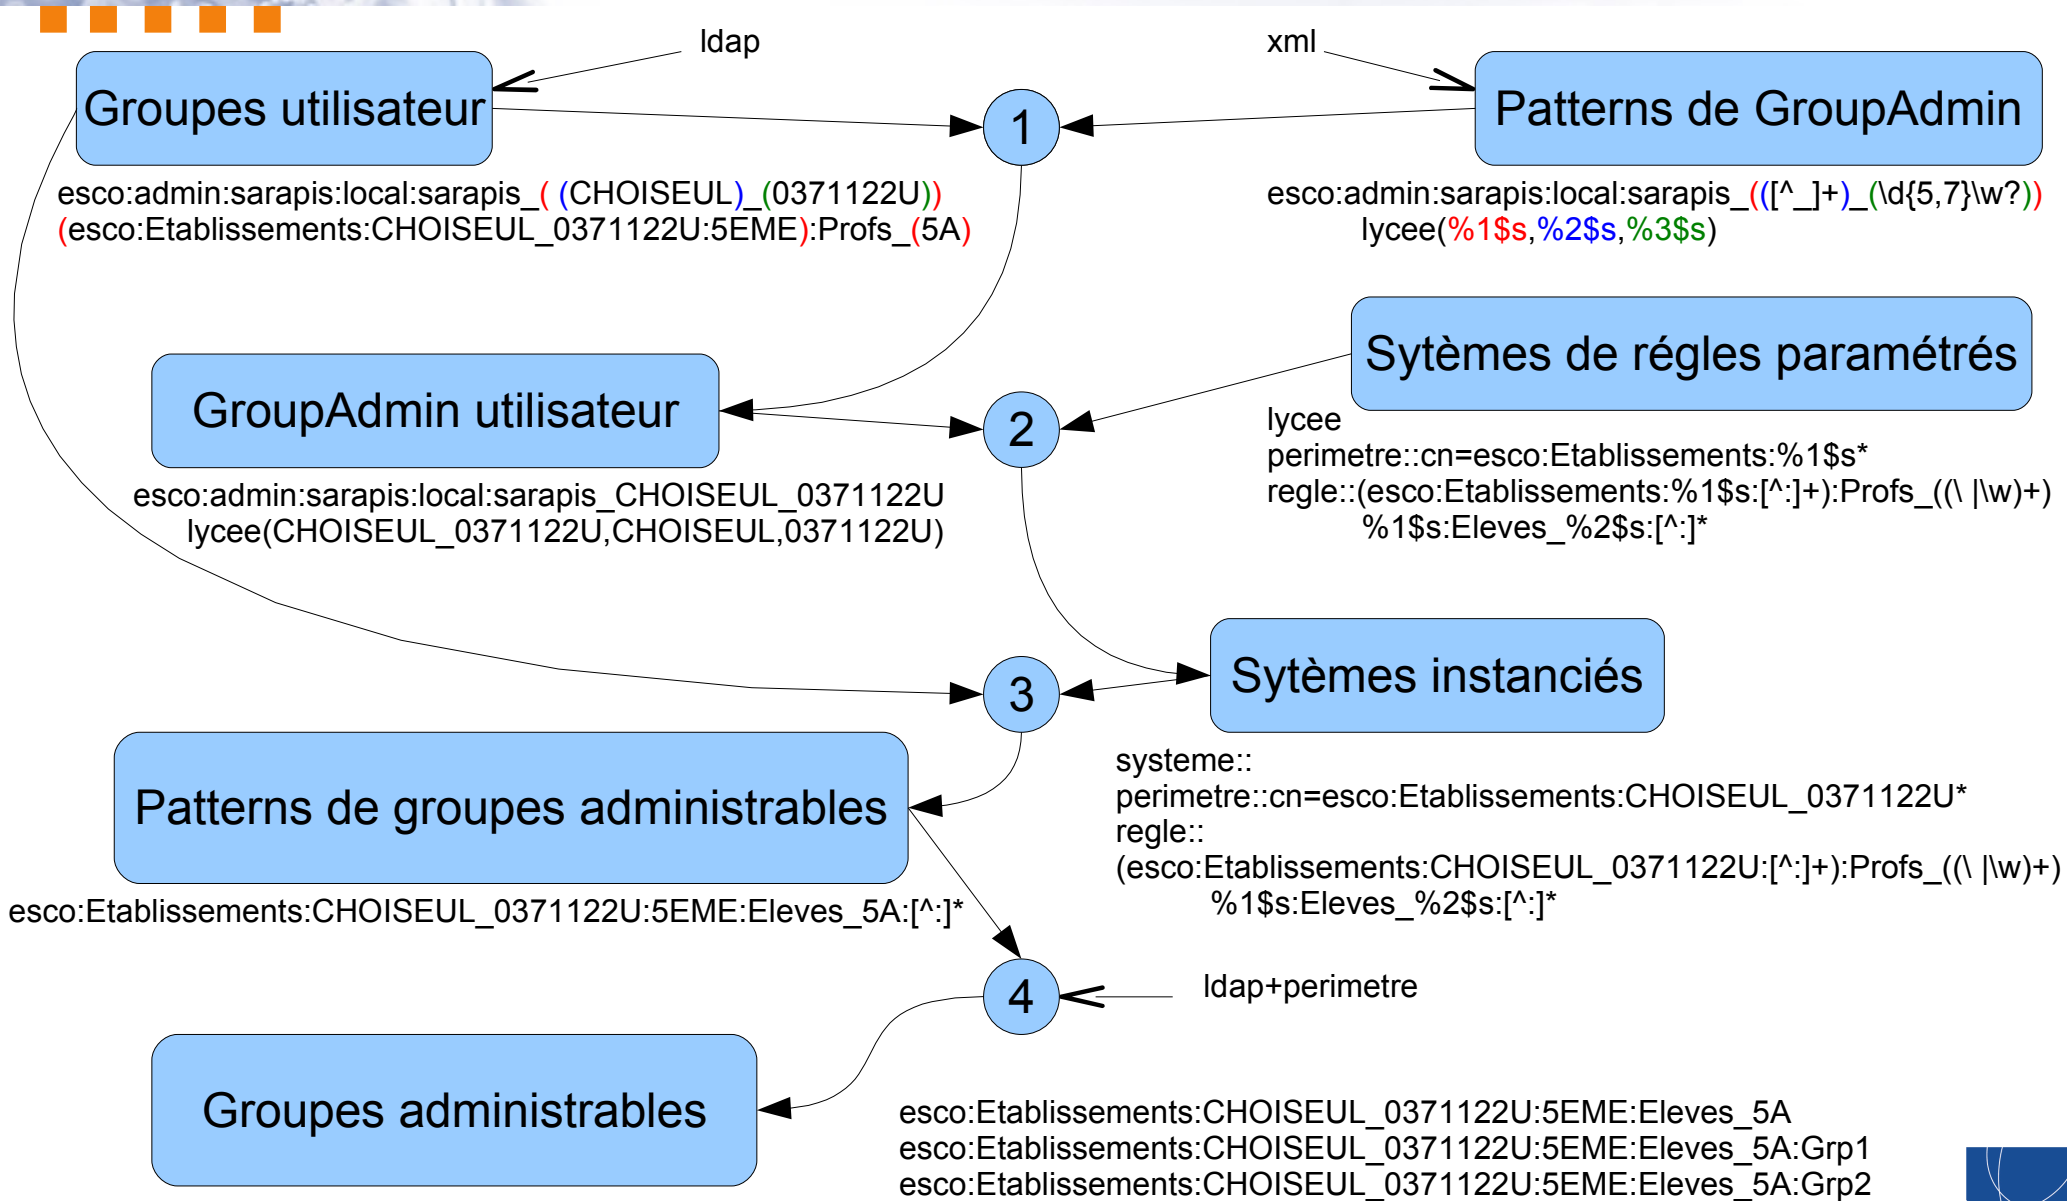 ldap
xml
Groupes utilisateur
1
Patterns de GroupAdmin
esco:admin:sarapis:local:sarapis_( (CHOISEUL)_(0371122U))
(esco:Etablissements:CHOISEUL_0371122U:5EME):Profs_(5A)
esco:admin:sarapis:local:sarapis_(([^_]+)_(\d{5,7}\w?))
lycee(%1$s,%2$s,%3$s)
Sytèmes de régles paramétrés
GroupAdmin utilisateur
2
lycee
perimetre::cn=esco:Etablissements:%1$s*
regle::(esco:Etablissements:%1$s:[^:]+):Profs_((\ |\w)+)
%1$s:Eleves_%2$s:[^:]*
esco:admin:sarapis:local:sarapis_CHOISEUL_0371122U
lycee(CHOISEUL_0371122U,CHOISEUL,0371122U)
3
Sytèmes instanciés
systeme::
perimetre::cn=esco:Etablissements:CHOISEUL_0371122U*
regle::
(esco:Etablissements:CHOISEUL_0371122U:[^:]+):Profs_((\ |\w)+)
%1$s:Eleves_%2$s:[^:]*
Patterns de groupes administrables
esco:Etablissements:CHOISEUL_0371122U:5EME:Eleves_5A:[^:]*
4
ldap+perimetre
Groupes administrables
esco:Etablissements:CHOISEUL_0371122U:5EME:Eleves_5A
esco:Etablissements:CHOISEUL_0371122U:5EME:Eleves_5A:Grp1
esco:Etablissements:CHOISEUL_0371122U:5EME:Eleves_5A:Grp2